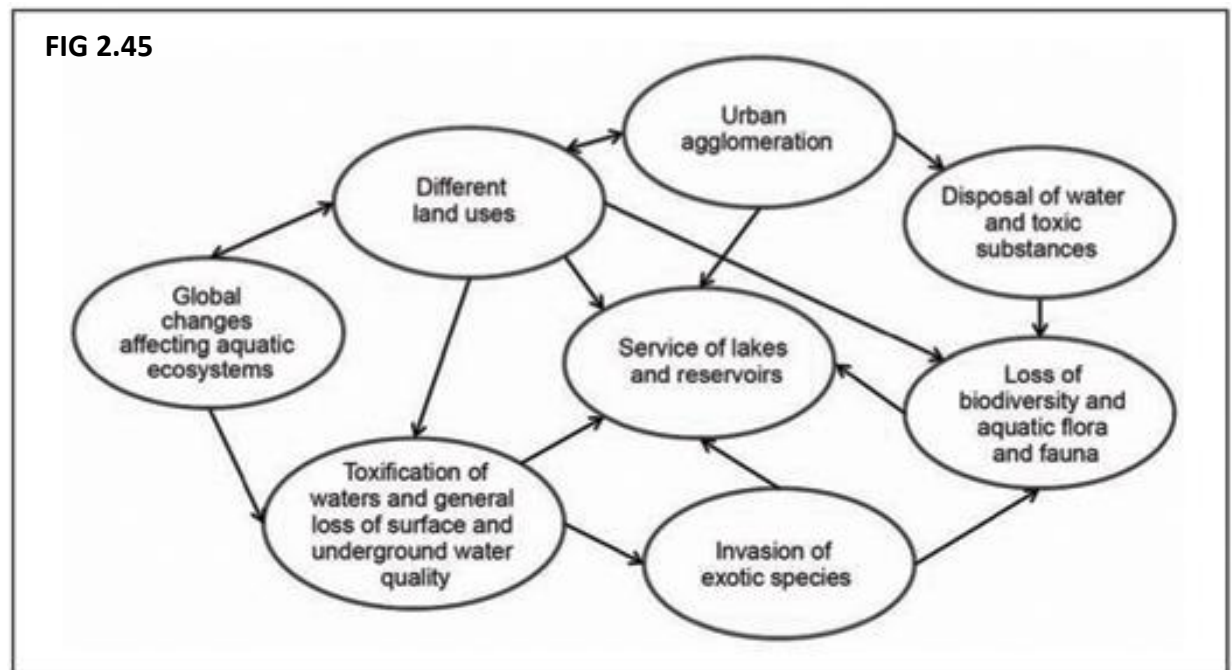 FIG 2.45
Urban
agglomeration
Different
land uses
Disposal of water
and toxic
substances
Global
changes
affecting aquatic
ecosystems
Service of lakes
and reservoirs
Loss of
biodiversity and
aquatic flora
and fauna
Toxification of
waters and general
loss of surface and
underground water
quality
Invasion of
exotic species